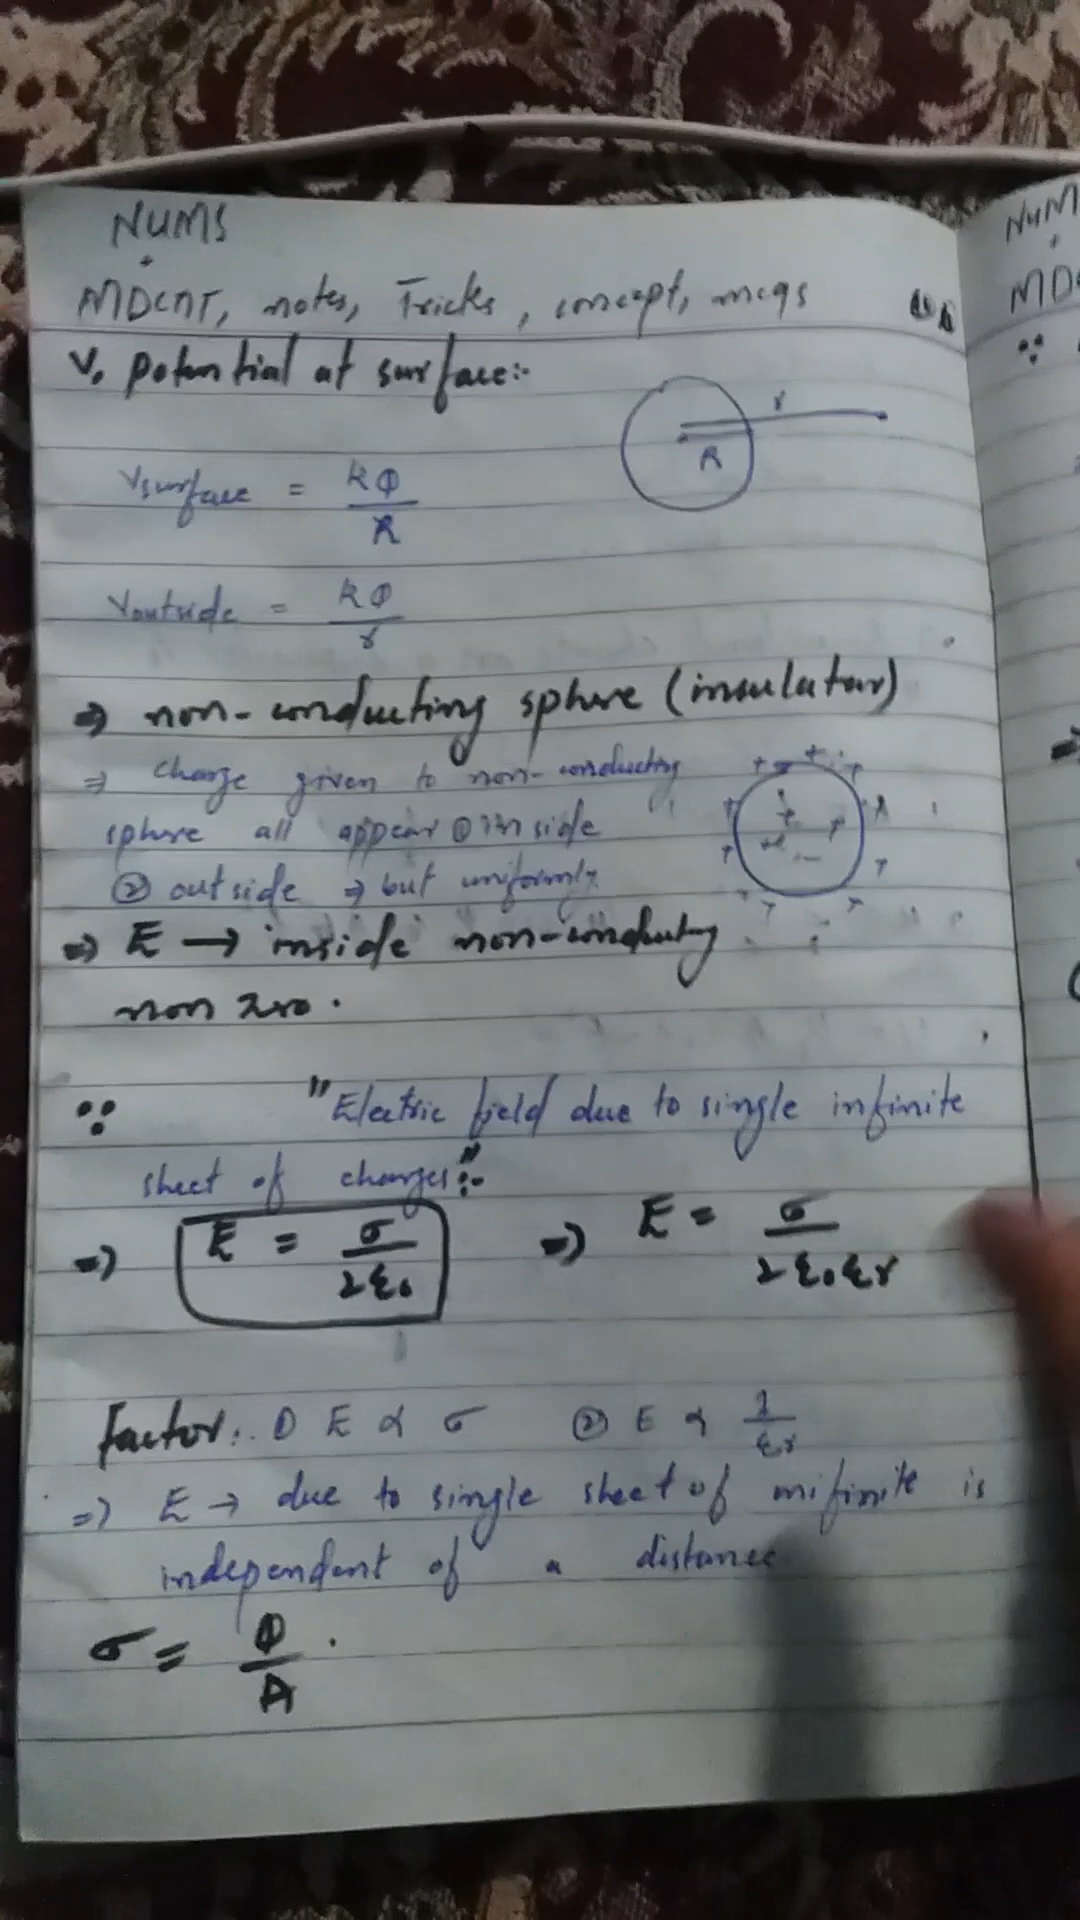 NUMS
MDCAT, notes, Tricks, concept, mcqs
V. potential at surface:-
r
R
Vsurface = kQ/R
Voutside = kQ/r
⇒ non-conducting sphere (insulator)
⇒ charge given to non-conducting
sphere all appear ① inside
② outside ⇒ but uniformly
⇒ E → inside non-conducting
non zero.
"Electric field due to single infinite
sheet of charges":-
⇒ E = σ/2ε₀ ⇒ E = σ/2ε₀εr
Factor:. ① E ∝ σ ② E ∝ 1/εr
⇒ E → due to single sheet of infinite is
independent of a distance
σ = Q/A .
NUM
MDC